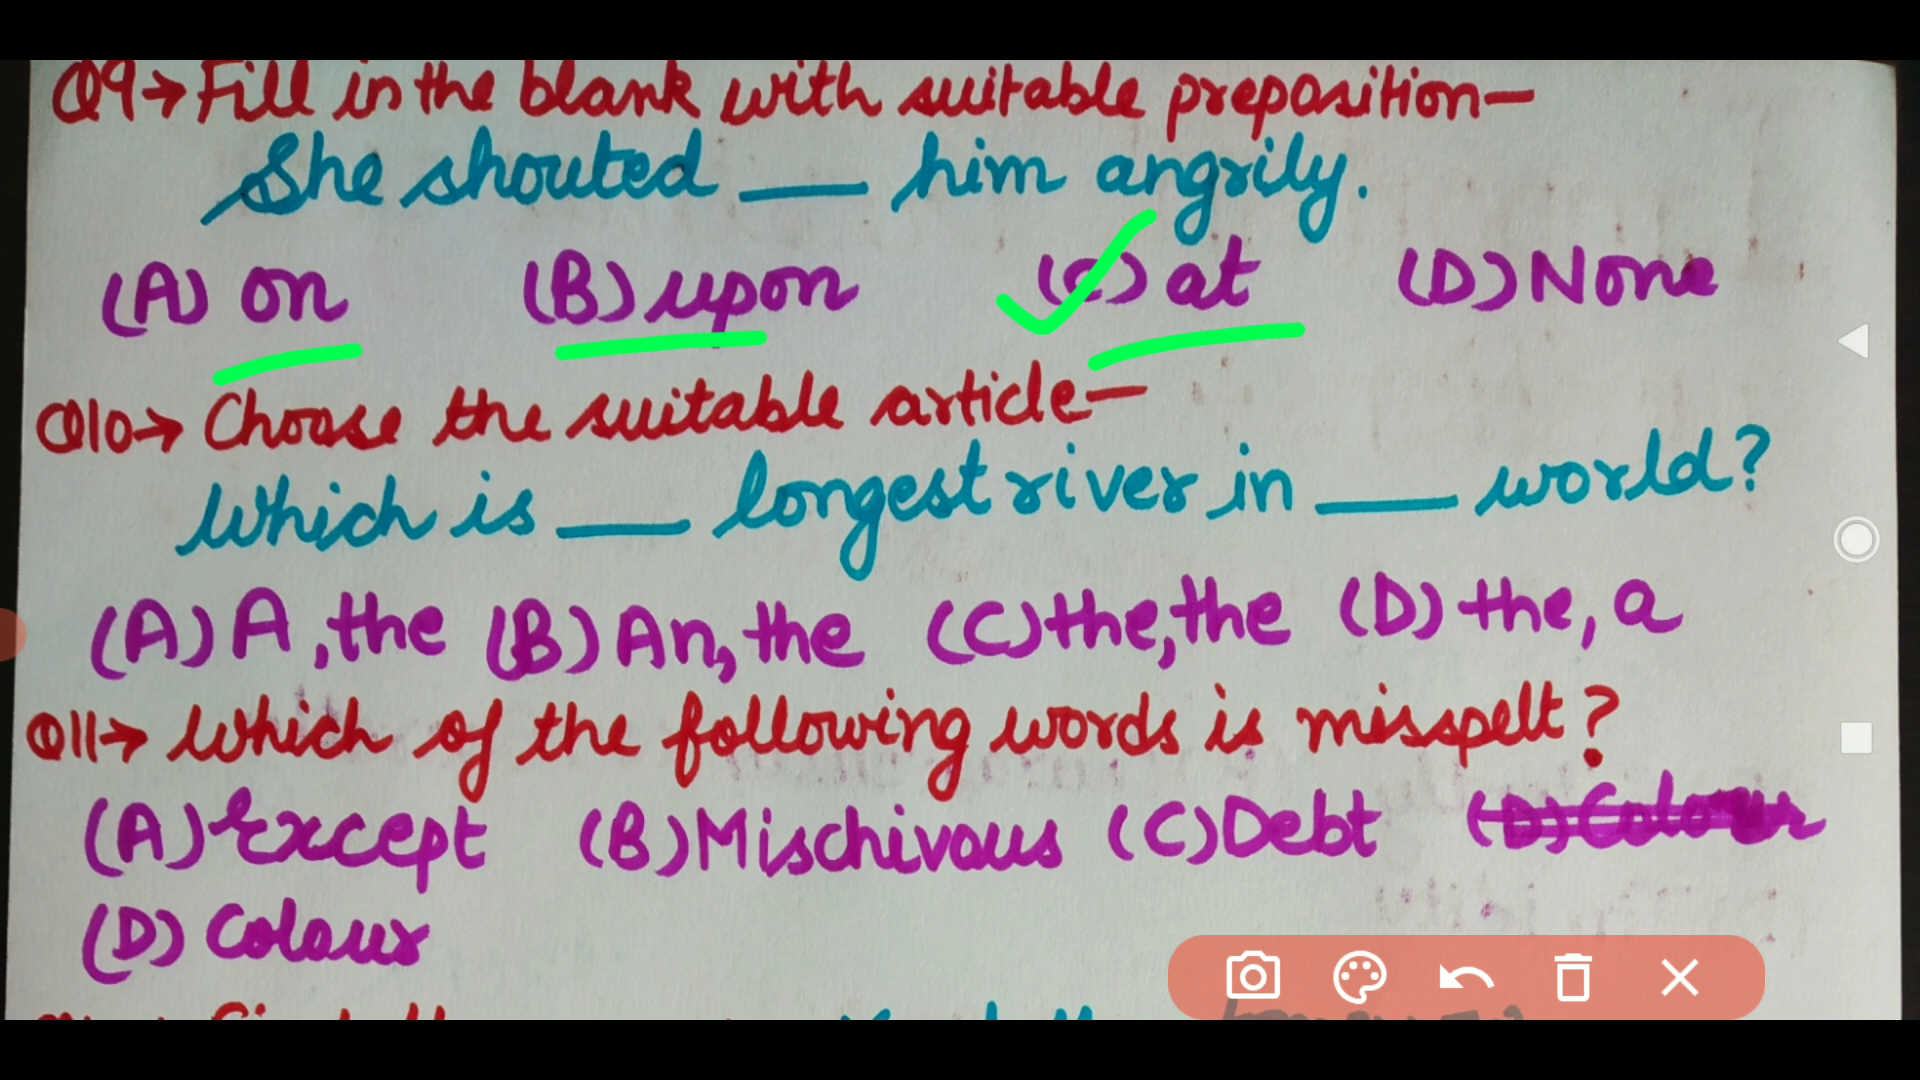 Q9→Fill in the blank with suitable preposition—
She shouted ___ him angrily.
(A) on (B) upon (C) at (D) None
Q10→ Choose the suitable article—
Which is ___ longest river in ___ world?
(A) A, the (B) An, the (C) the, the (D) the, a
Q11→ Which of the following words is misspelt?
(A) Except (B) Mischivous (C) Debt (D) Colour
(D) Colour